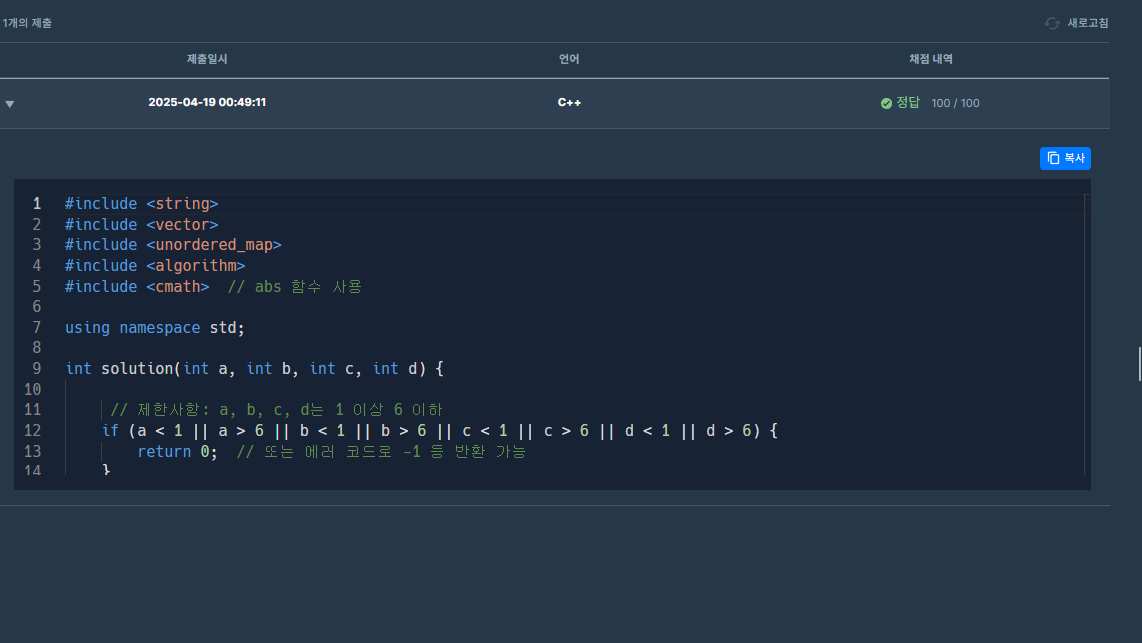 1개의 제출
새로고침
제출일시 언어 채점 내역
2025-04-19 00:49:11 C++ 정답 100 / 100
복사
1 #include <string>
2 #include <vector>
3 #include <unordered_map>
4 #include <algorithm>
5 #include <cmath> // abs 함수 사용
6
7 using namespace std;
8
9 int solution(int a, int b, int c, int d) {
10
11 // 제한사항: a, b, c, d는 1 이상 6 이하
12 if (a < 1 || a > 6 || b < 1 || b > 6 || c < 1 || c > 6 || d < 1 || d > 6) {
13 return 0; // 또는 에러 코드로 -1 등 반환 가능
14 }